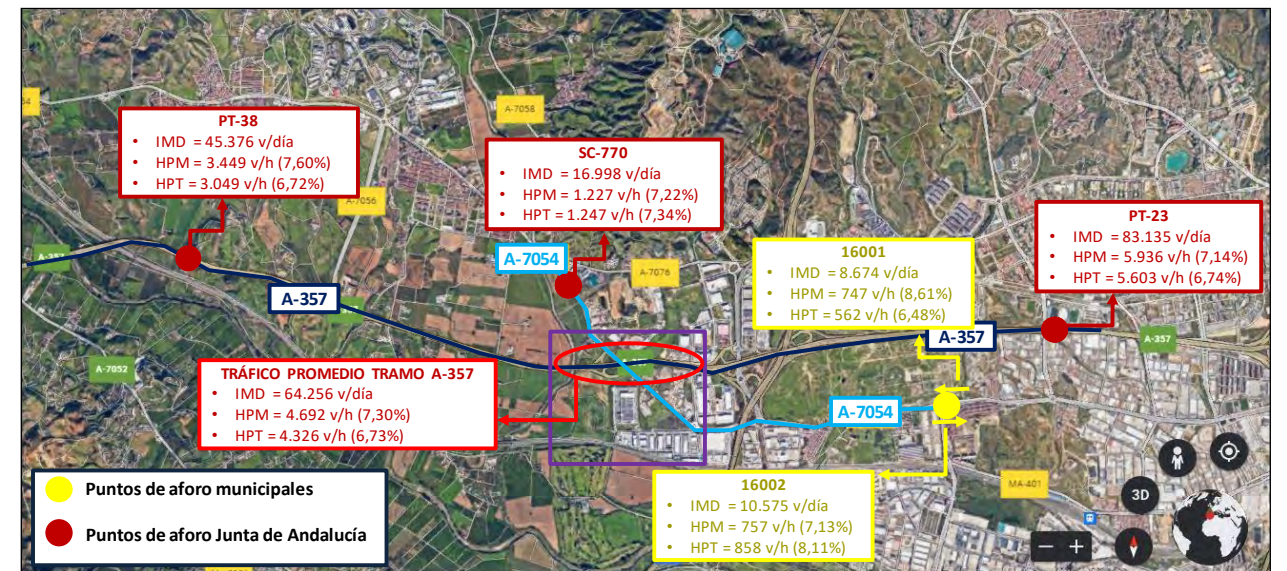 A-7058
PT-38
• IMD = 45.376 v/día
• HPM = 3.449 v/h (7,60%)
• HPT = 3.049 v/h (6,72%)
SC-770
• IMD = 16.998 v/día
• HPM = 1.227 v/h (7,22%)
• HPT = 1.247 v/h (7,34%)
A-7056
PT-23
• IMD = 83.135 v/día
• HPM = 5.936 v/h (7,14%)
• HPT = 5.603 v/h (6,74%)
A-7054
A-7076
16001
• IMD = 8.674 v/día
• HPM = 747 v/h (8,61%)
• HPT = 562 v/h (6,48%)
A-357
A-357
A-357
A-357
A-7052
TRÁFICO PROMEDIO TRAMO A-357
• IMD = 64.256 v/día
• HPM = 4.692 v/h (7,30%)
• HPT = 4.326 v/h (6,73%)
A-7054
16002
• IMD = 10.575 v/día
• HPM = 757 v/h (7,13%)
• HPT = 858 v/h (8,11%)
MA-401
3D
Puntos de aforo municipales
Puntos de aforo Junta de Andalucía